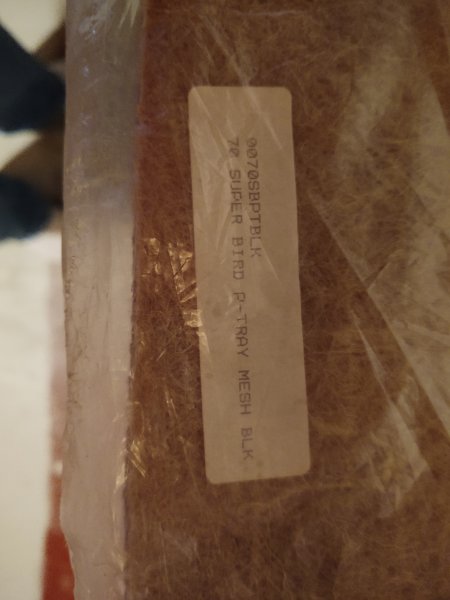 0070SBPTBLK
70 SUPER BIRD P-TRAY MESH BLK